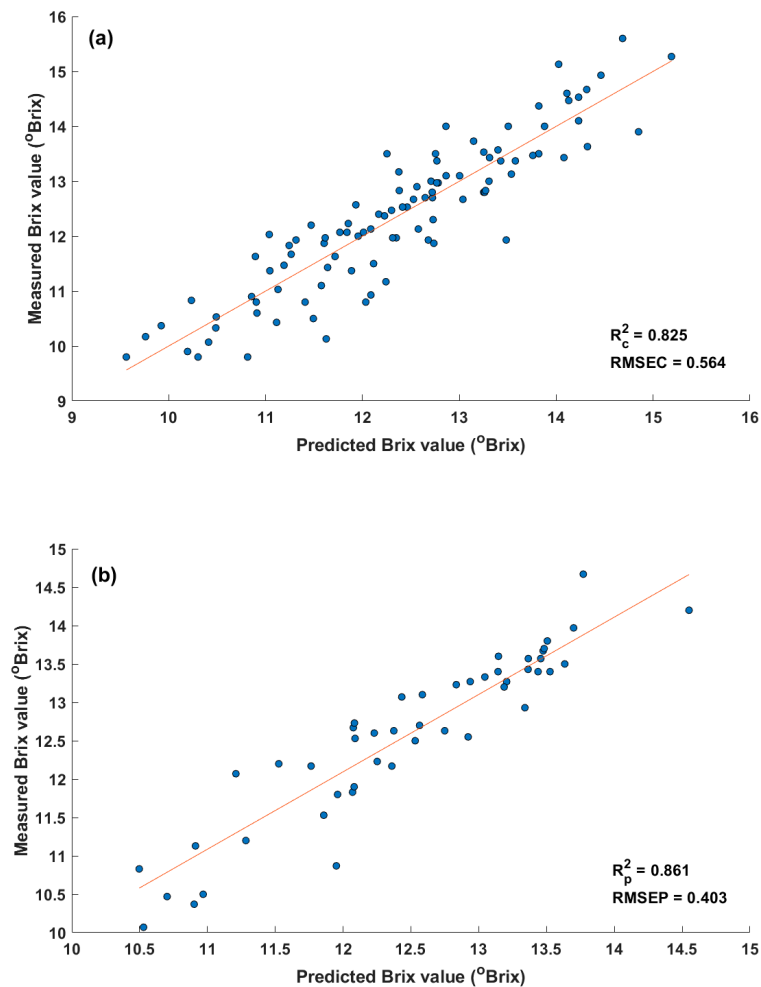 (a)
16
15
14
13
12
11
10
9
Measured Brix value (°Brix)
R²c = 0.825
RMSEC = 0.564
9 10 11 12 13 14 15 16
Predicted Brix value (°Brix)
(b)
15
14.5
14
13.5
13
12.5
12
11.5
11
10.5
10
Measured Brix value (°Brix)
R²p = 0.861
RMSEP = 0.403
10 10.5 11 11.5 12 12.5 13 13.5 14 14.5 15
Predicted Brix value (°Brix)